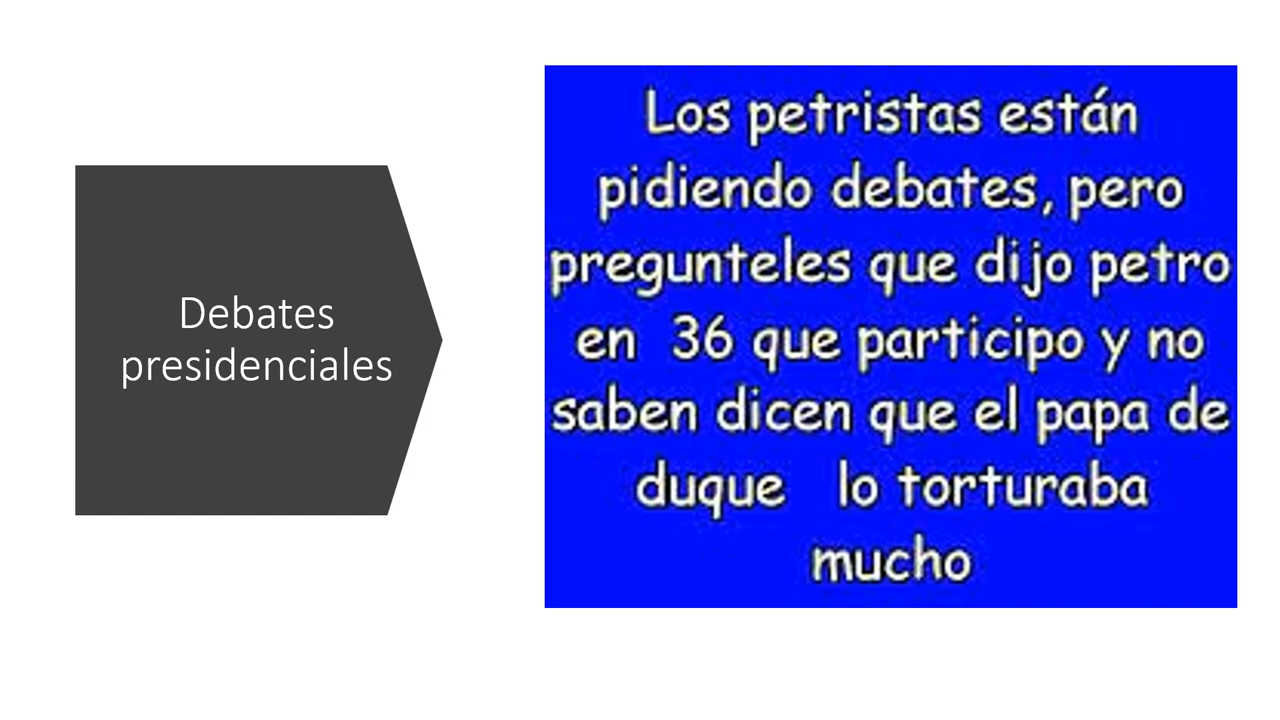 Debates
presidenciales
Los petristas están
pidiendo debates, pero
pregunteles que dijo petro
en 36 que participo y no
saben dicen que el papa de
duque lo torturaba
mucho